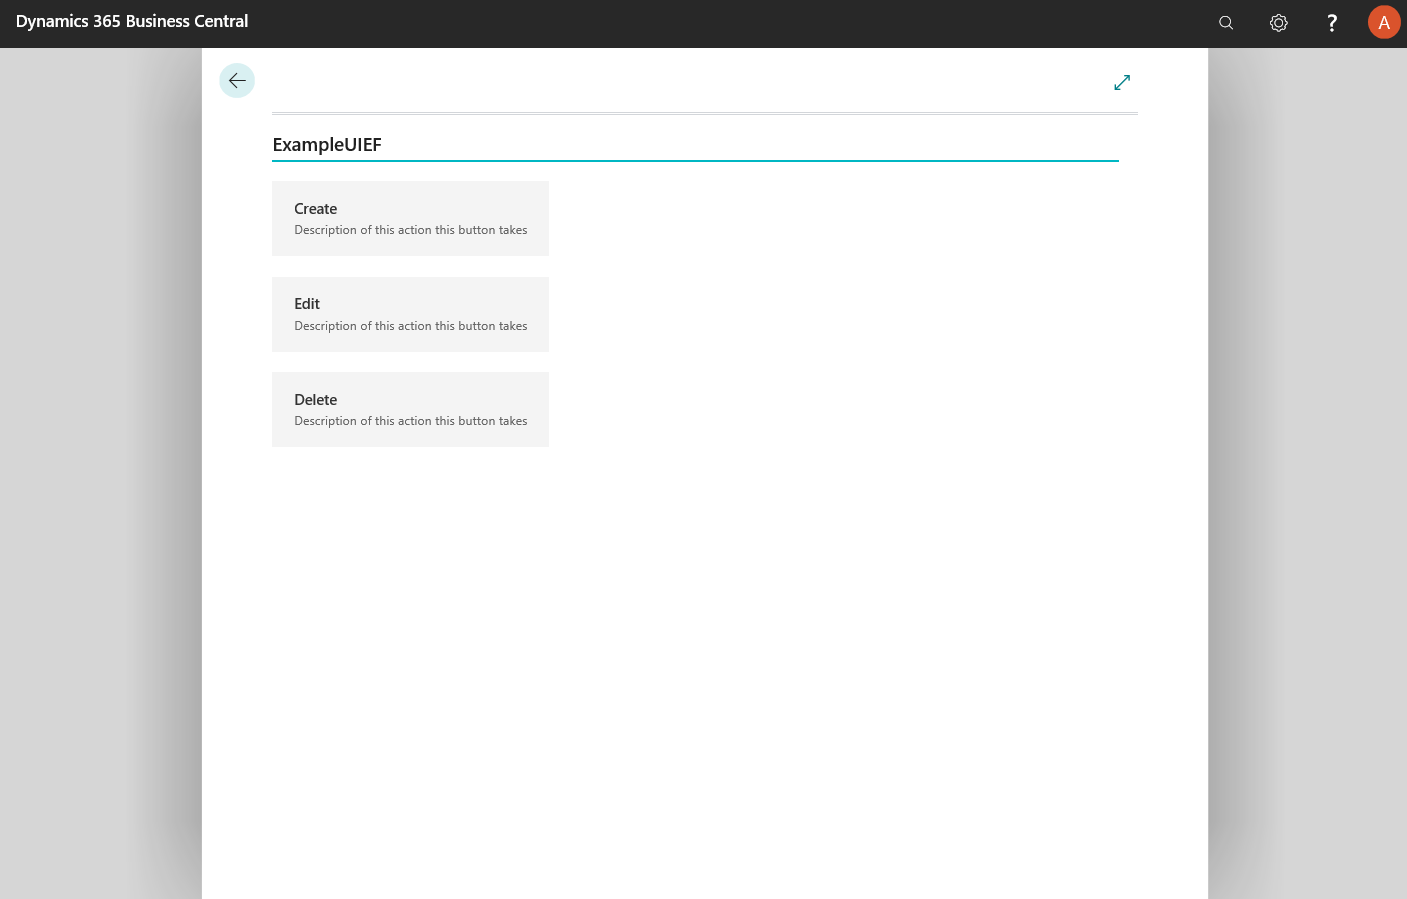 Dynamics 365 Business Central
?
A
ExampleUIEF
Create
Description of this action this button takes
Edit
Description of this action this button takes
Delete
Description of this action this button takes